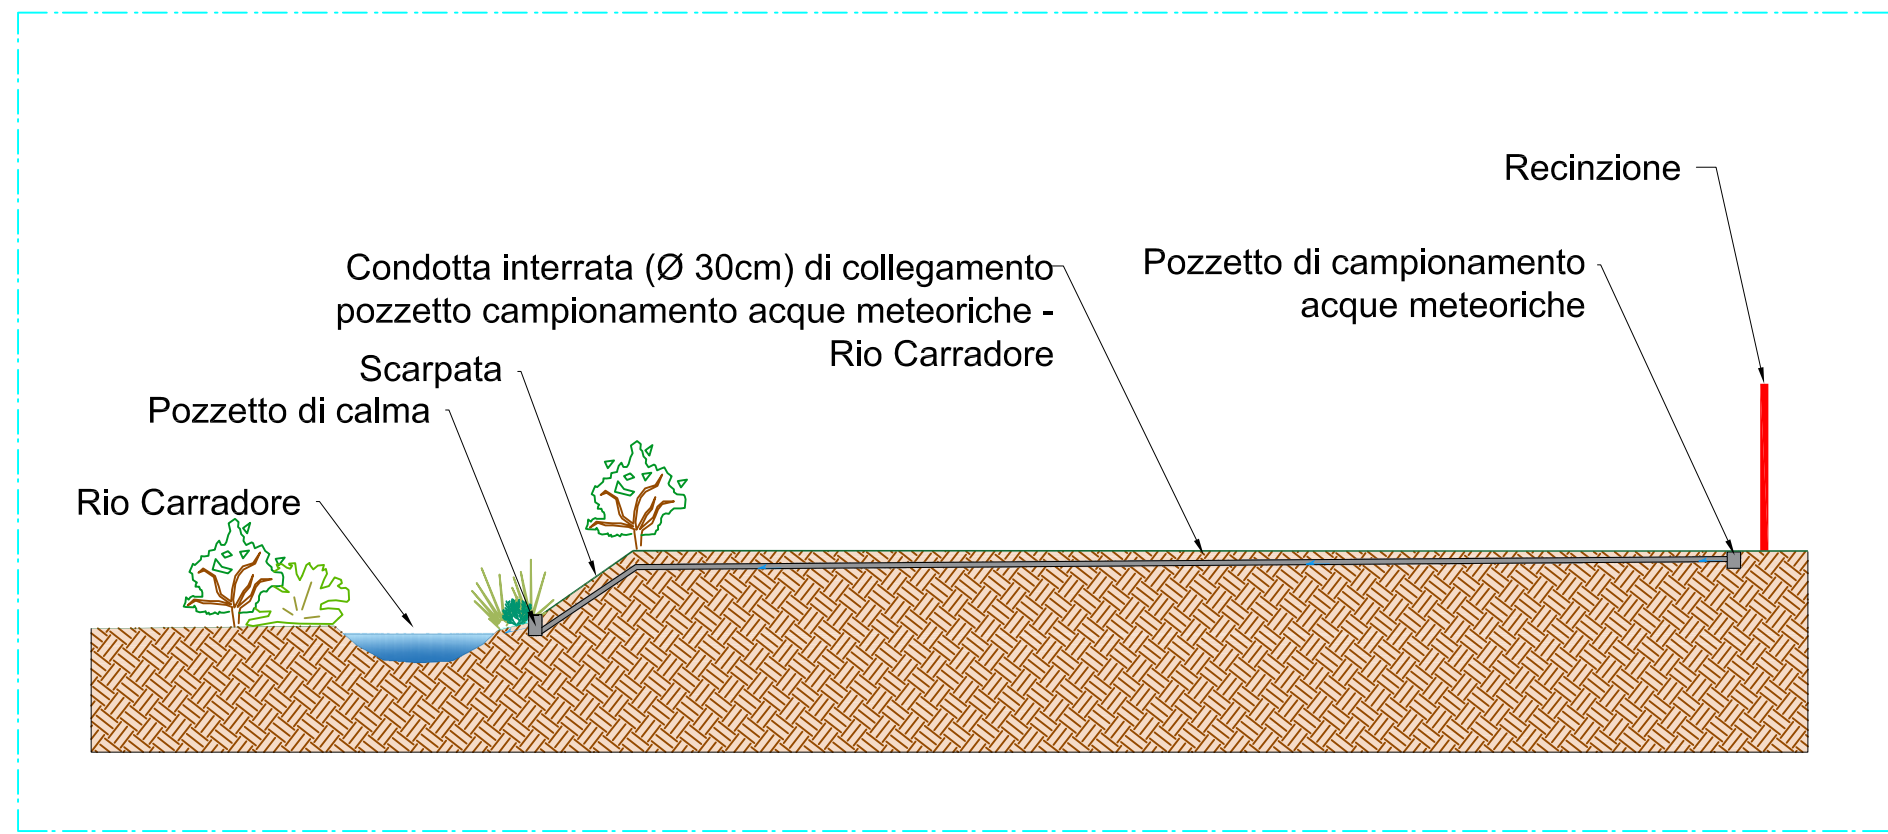 Recinzione
Condotta interrata (Ø 30cm) di collegamento
pozzetto campionamento acque meteoriche -
Rio Carradore
Pozzetto di campionamento
acque meteoriche
Scarpata
Pozzetto di calma
Rio Carradore